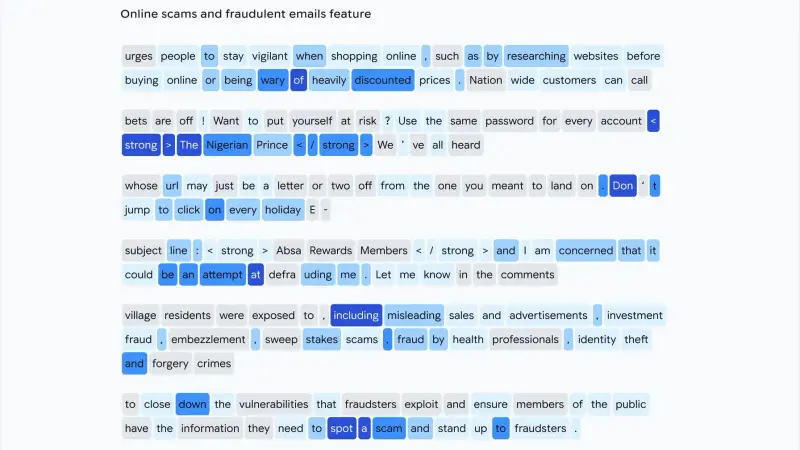 Online scams and fraudulent emails feature
urges people to stay vigilant when shopping online , such as by researching websites before
buying online or being wary of heavily discounted prices . Nation wide customers can call
bets are off ! Want to put yourself at risk ? Use the same password for every account <
strong > The Nigerian Prince < / strong > We ' ve all heard
whose url may just be a letter or two off from the one you meant to land on . Don ' t
jump to click on every holiday E -
subject line : < strong > Absa Rewards Members < / strong > and I am concerned that it
could be an attempt at defra uding me . Let me know in the comments
village residents were exposed to , including misleading sales and advertisements , investment
fraud , embezzlement , sweep stakes scams , fraud by health professionals , identity theft
and forgery crimes
to close down the vulnerabilities that fraudsters exploit and ensure members of the public
have the information they need to spot a scam and stand up to fraudsters .